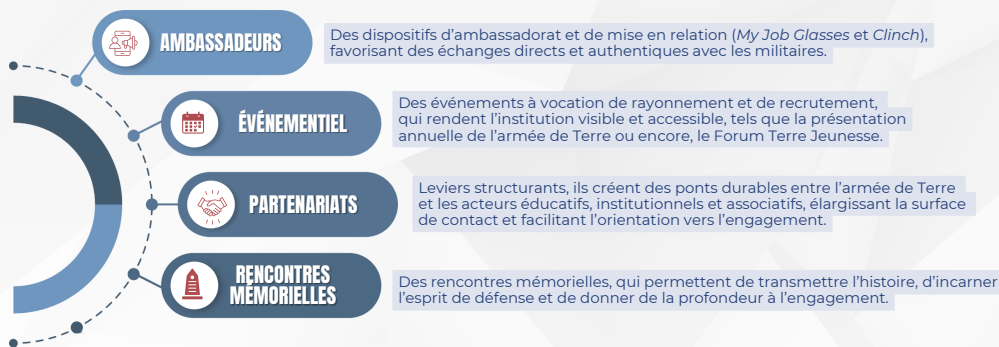 AMBASSADEURS
Des dispositifs d’ambassadorat et de mise en relation (My Job Glasses et Clinch),
favorisant des échanges directs et authentiques avec les militaires.
ÉVÉNEMENTIEL
Des événements à vocation de rayonnement et de recrutement,
qui rendent l’institution visible et accessible, tels que la présentation
annuelle de l’armée de Terre ou encore, le Forum Terre Jeunesse.
PARTENARIATS
Leviers structurants, ils créent des ponts durables entre l’armée de Terre
et les acteurs éducatifs, institutionnels et associatifs, élargissant la surface
de contact et facilitant l’orientation vers l’engagement.
RENCONTRES
MÉMORIELLES
Des rencontres mémorielles, qui permettent de transmettre l’histoire, d’incarner
l’esprit de défense et de donner de la profondeur à l’engagement.